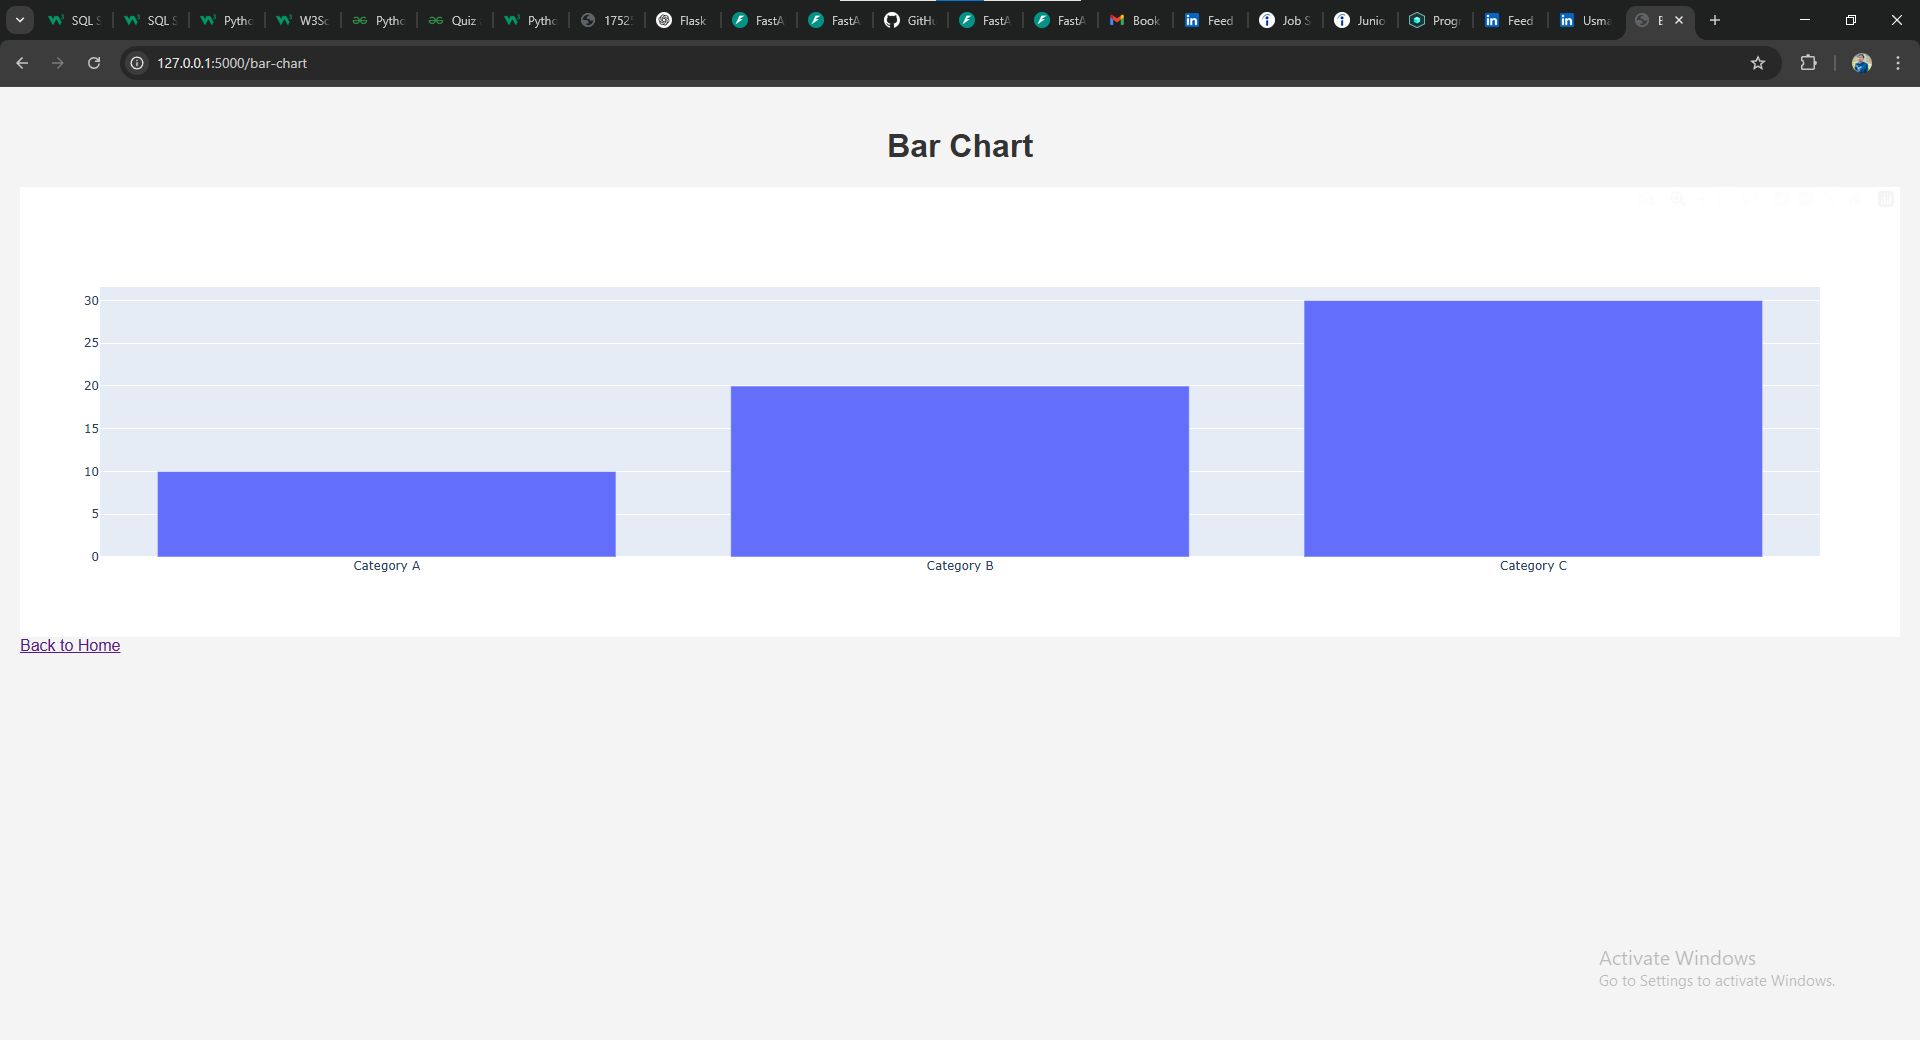 SQL S
SQL S
Pytho
W3Sc
Pytho
Quiz
Pytho
1752
Flask
FastA
FastA
GitHu
FastA
FastA
Book
Feed
Job S
Junio
Progr
Feed
Usma
127.0.0.1:5000/bar-chart
Bar Chart
30
25
20
15
10
5
0
Category A
Category B
Category C
Back to Home
Activate Windows
Go to Settings to activate Windows.